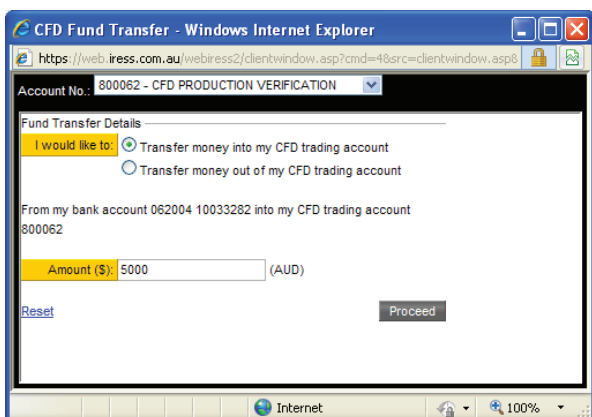 CFD Fund Transfer - Windows Internet Explorer
https://web.iress.com.au/webiress2/clientwindow.asp?cmd=4&src=clientwindow.asp&
Account No.: 800062 - CFD PRODUCTION VERIFICATION
Fund Transfer Details
I would like to: Transfer money into my CFD trading account
Transfer money out of my CFD trading account
From my bank account 062004 10033282 into my CFD trading account
800062
Amount ($): 5000 (AUD)
Reset Proceed
Internet 100%